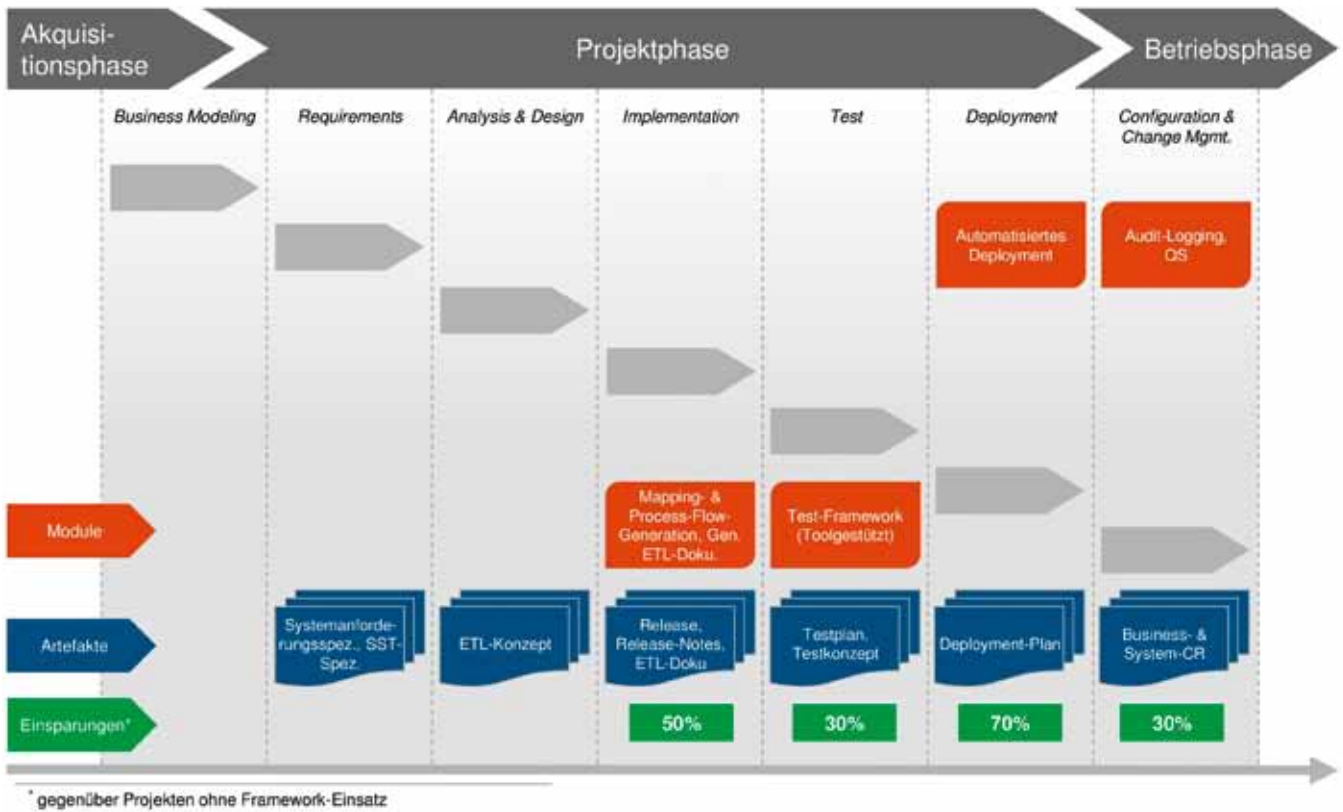 Akquisi-
tionsphase
Projektphase
Betriebsphase
Business Modeling
Requirements
Analysis & Design
Implementation
Test
Deployment
Configuration &
Change Mgmt.
Automatisiertes
Deployment
Audit-Logging,
QS
Module
Mapping- &
Process-Flow-
Generation, Gen.
ETL-Doku.
Test-Framework
(Toolgestützt)
Artefakte
Systemanforde-
rungsspez., SST-
Spez.
ETL-Konzept
Release,
Release-Notes,
ETL-Doku
Testplan,
Testkonzept
Deployment-Plan
Business- &
System-CR
Einsparungen*
50%
30%
70%
30%
* gegenüber Projekten ohne Framework-Einsatz